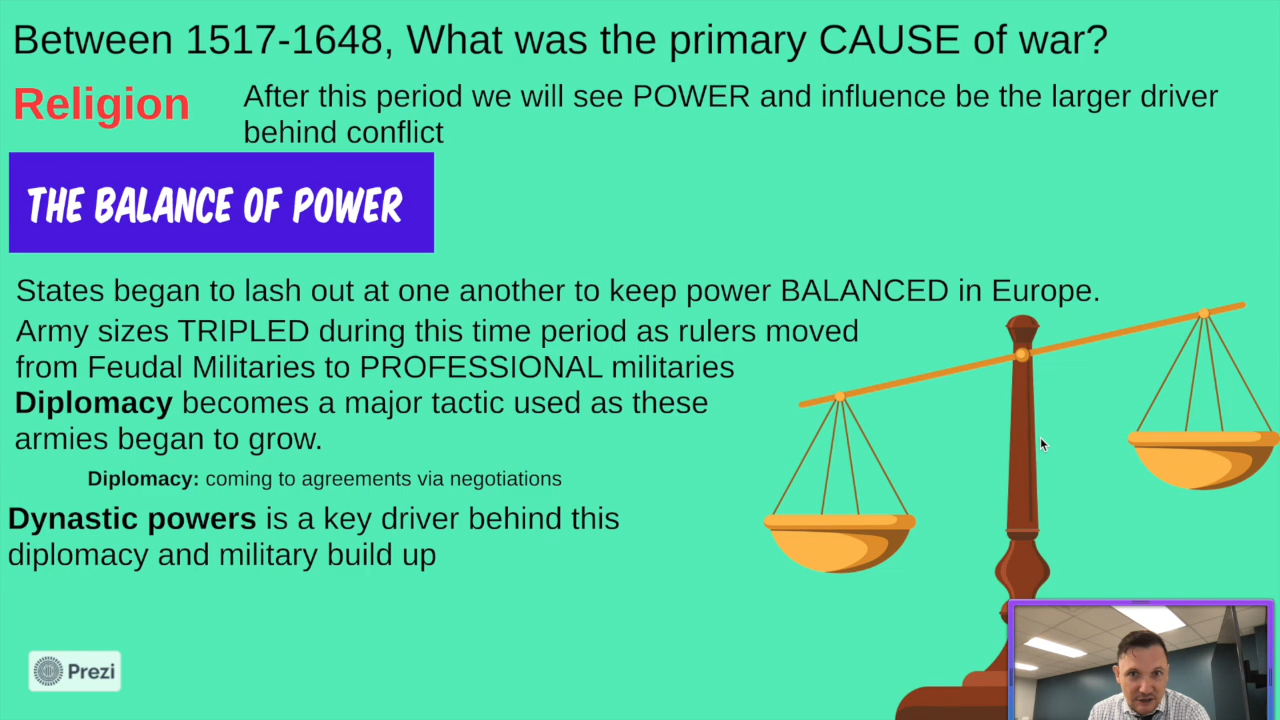 Between 1517-1648, What was the primary CAUSE of war?
Religion
After this period we will see POWER and influence be the larger driver
behind conflict
THE BALANCE OF POWER
States began to lash out at one another to keep power BALANCED in Europe.
Army sizes TRIPLED during this time period as rulers moved
from Feudal Militaries to PROFESSIONAL militaries
Diplomacy becomes a major tactic used as these
armies began to grow.
Diplomacy: coming to agreements via negotiations
Dynastic powers is a key driver behind this
diplomacy and military build up
Prezi